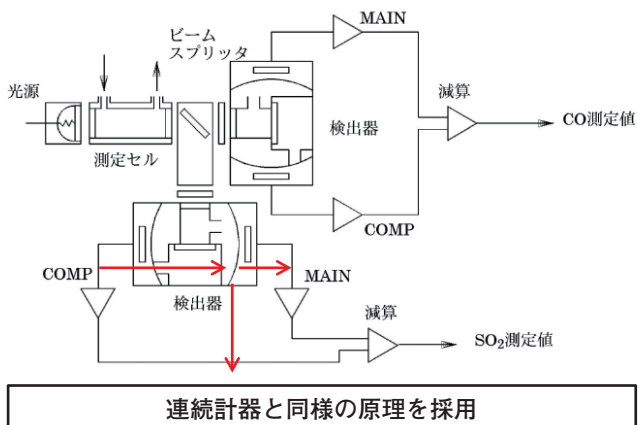 ビーム
スプリッタ
MAIN
光源
測定セル
検出器
減算
CO測定値
COMP
COMP
MAIN
検出器
減算
SO₂測定値
連続計器と同様の原理を採用